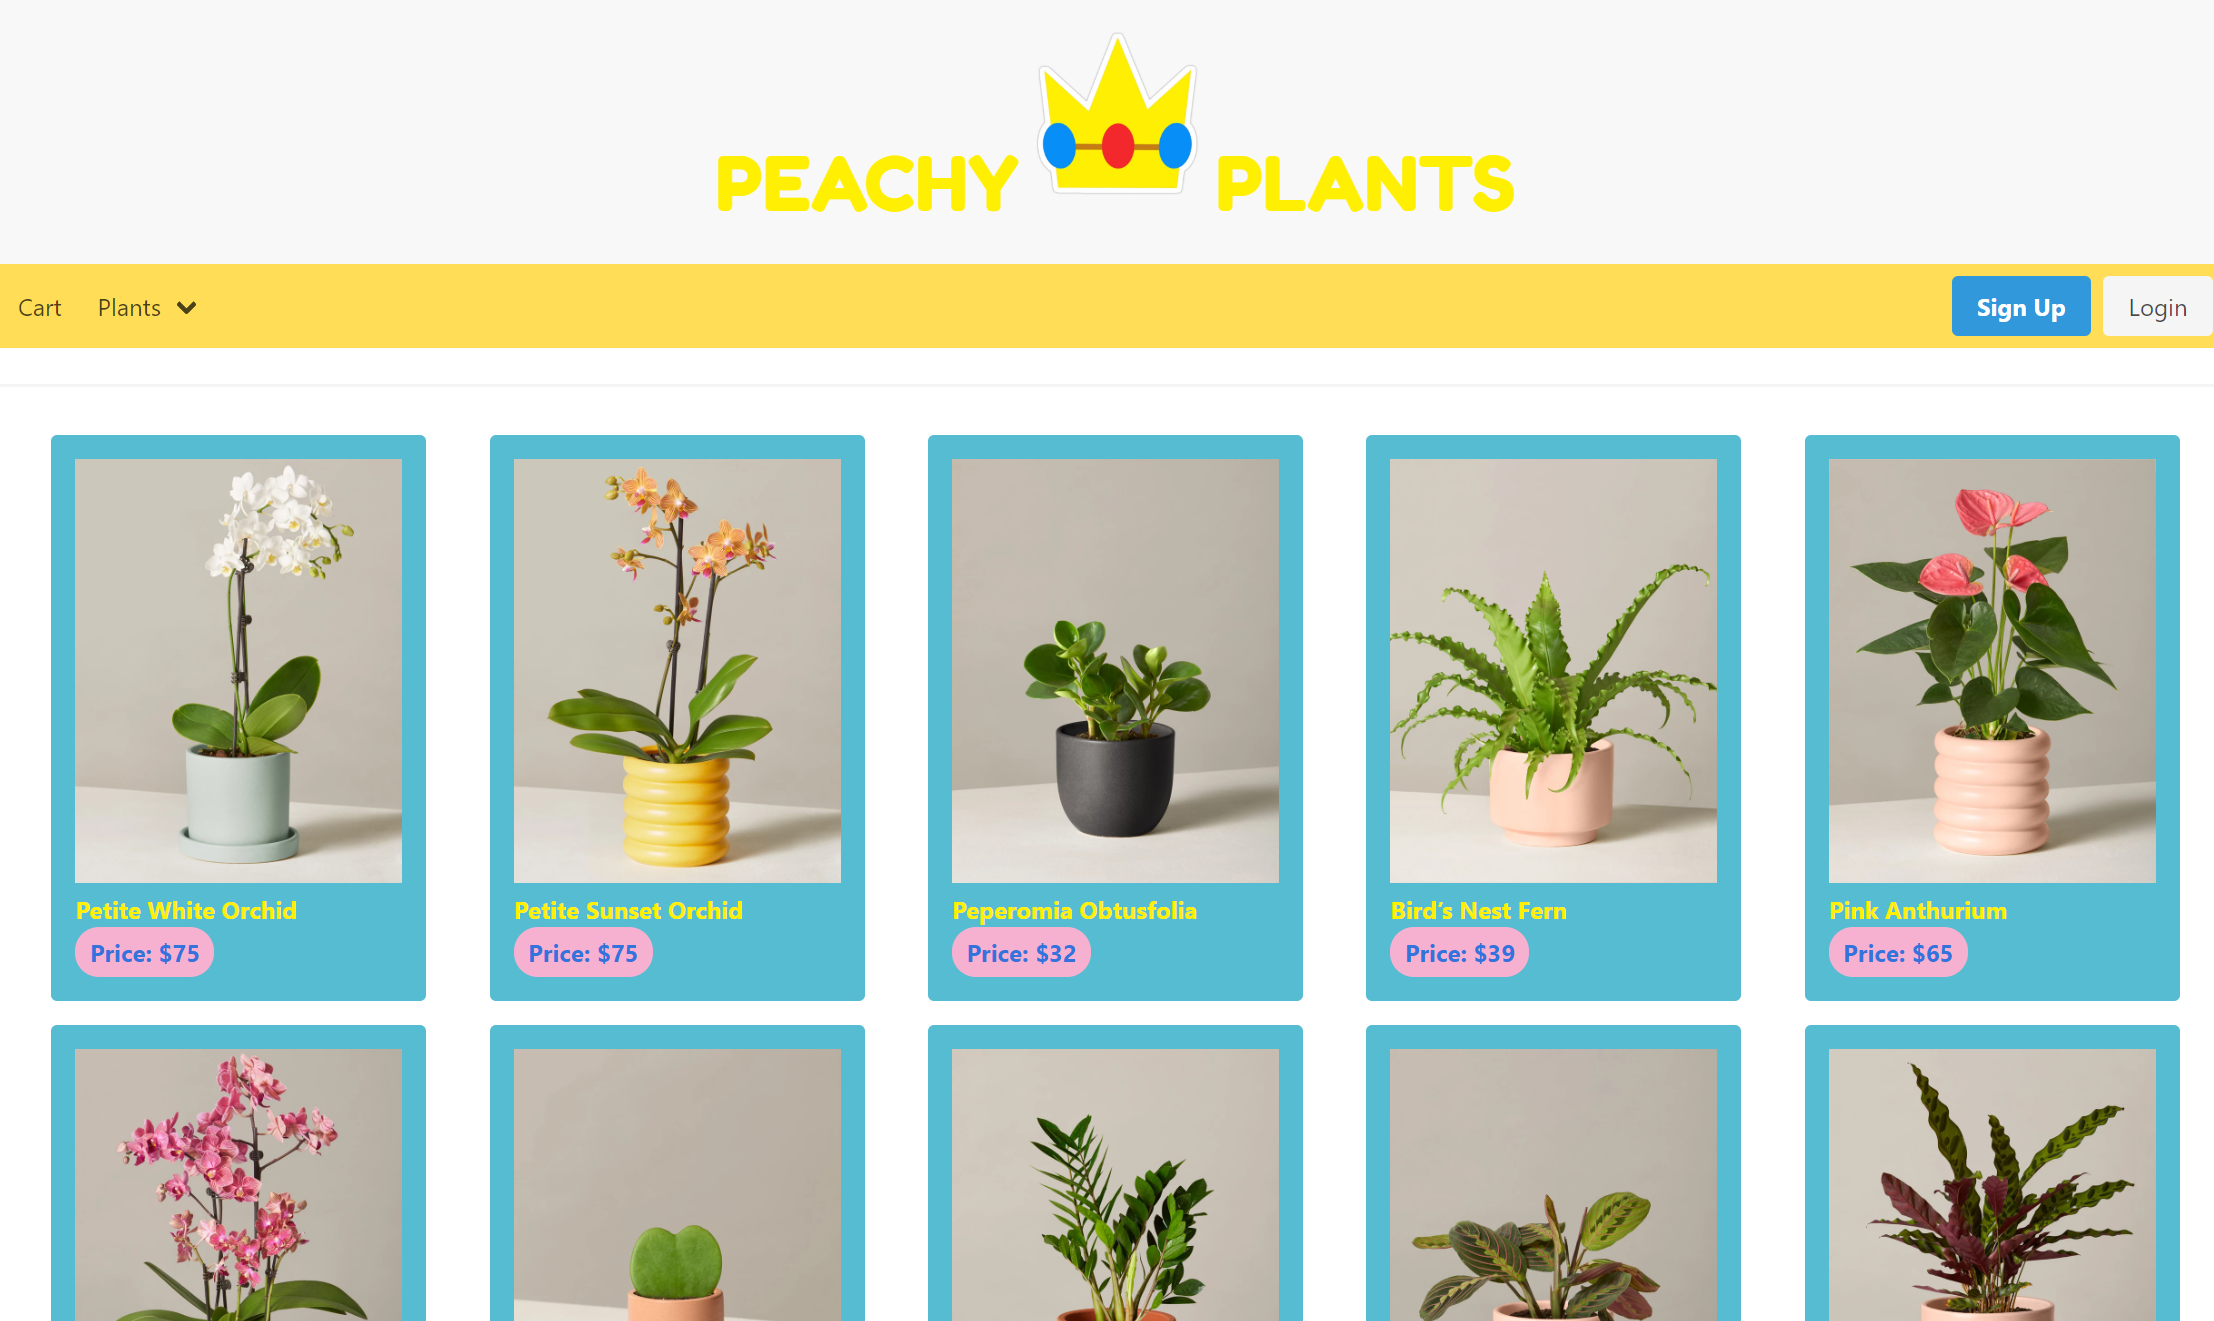 PEACHY PLANTS
Cart Plants Sign Up Login
Petite White Orchid
Price: $75
Petite Sunset Orchid
Price: $75
Peperomia Obtusfolia
Price: $32
Bird’s Nest Fern
Price: $39
Pink Anthurium
Price: $65